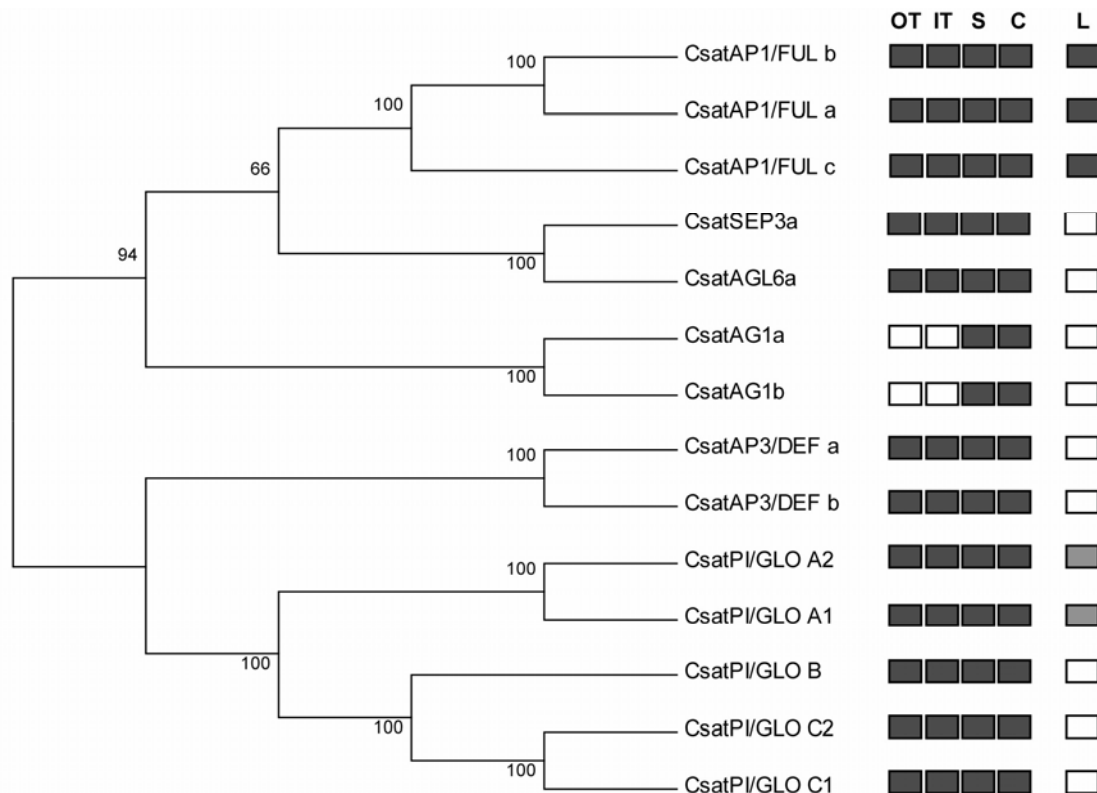 OT IT S C L
100 CsatAP1/FUL b
100 CsatAP1/FUL a
66 CsatAP1/FUL c
CsatSEP3a
94 100 CsatAGL6a
CsatAG1a
100 CsatAG1b
100 CsatAP3/DEF a
CsatAP3/DEF b
100 CsatPI/GLO A2
CsatPI/GLO A1
100 CsatPI/GLO B
100 CsatPI/GLO C2
100 CsatPI/GLO C1